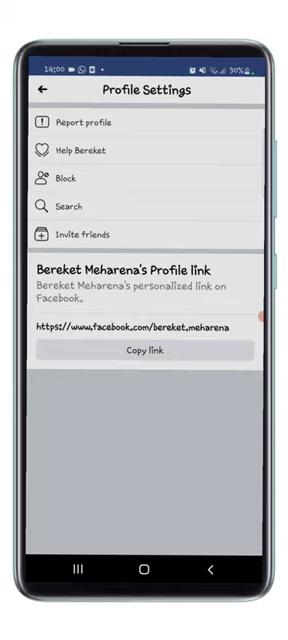 14:00
30%
Profile Settings
Report profile
Help Bereket
Block
Search
Invite friends
Bereket Meharena's Profile link
Bereket Meharena's personalized link on
Facebook.
https://www.facebook.com/bereket.meharena
Copy link